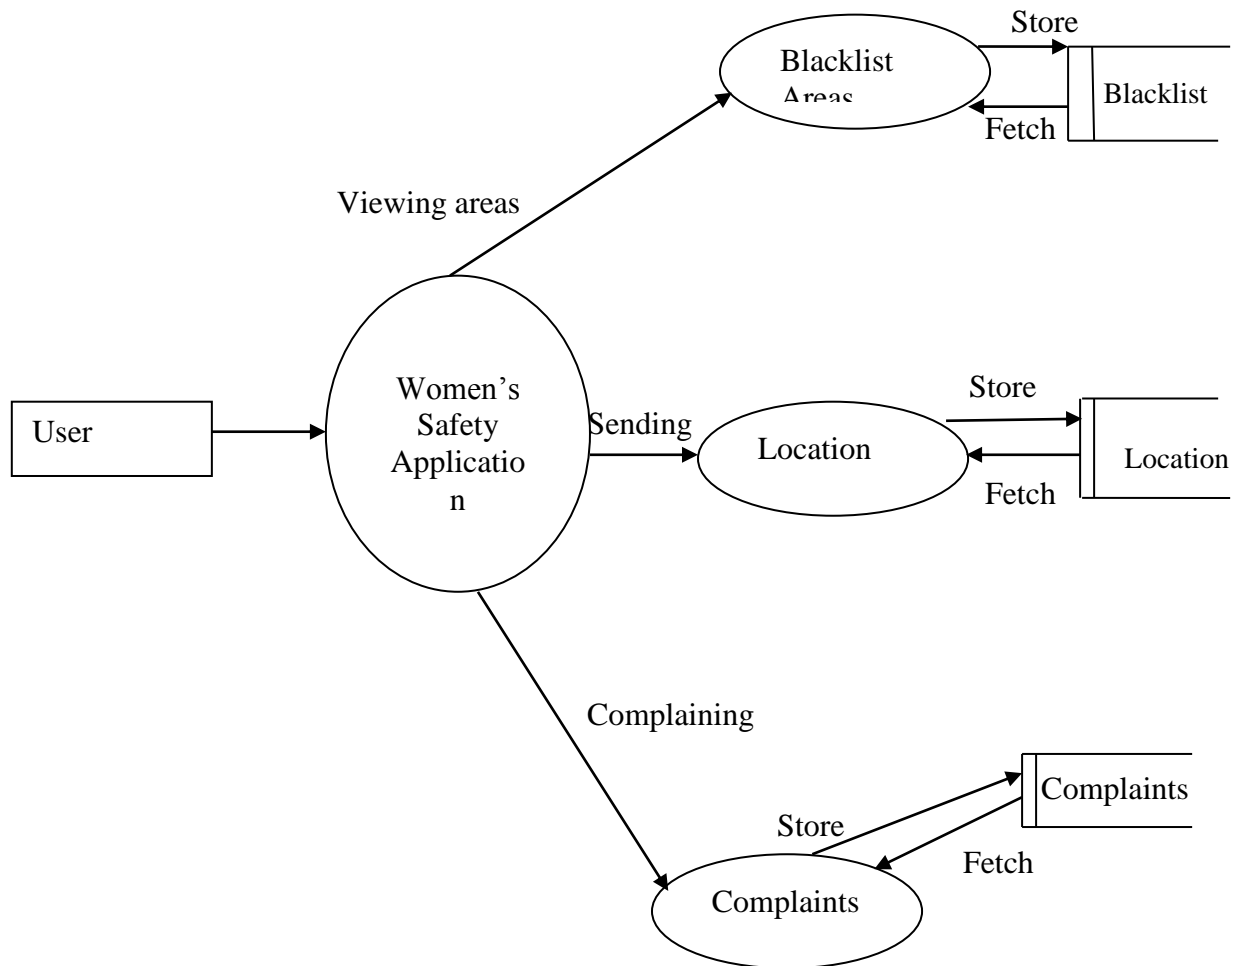 Store
Blacklist
Areas
Blacklist
Fetch
Viewing areas
Women’s
Safety
Applicatio
n
User
Sending
Store
Location
Location
Fetch
Complaining
Complaints
Store
Fetch
Complaints